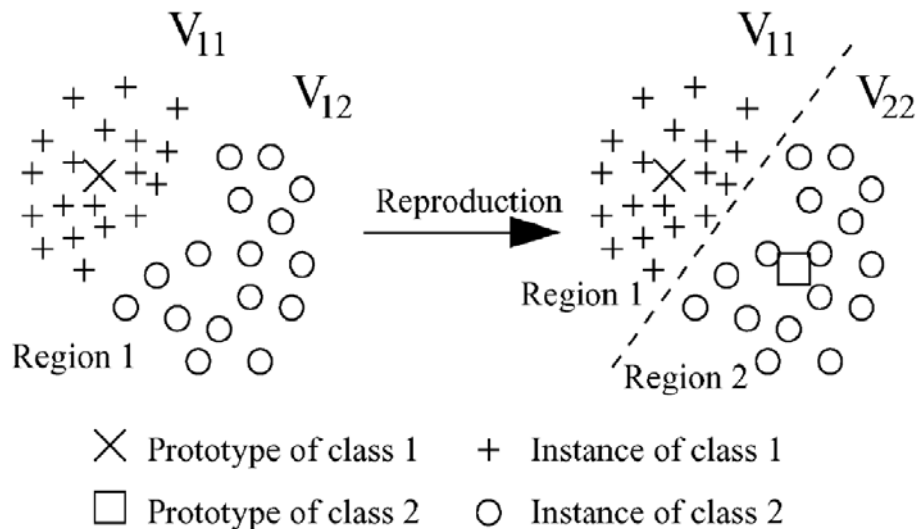 V11
V12
Region 1
Reproduction
V11
V22
Region 1
Region 2
Prototype of class 1
Instance of class 1
Prototype of class 2
Instance of class 2